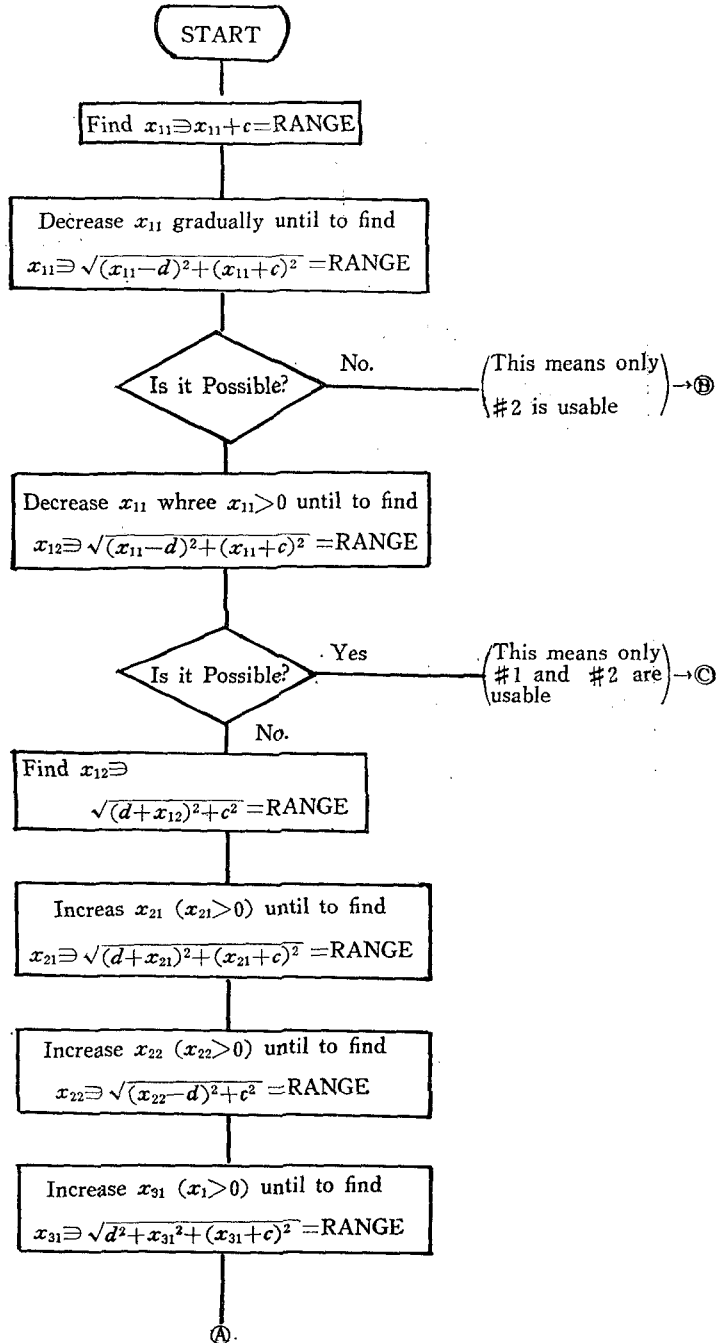 START
Find x₁₁∋x₁₁+c=RANGE
Decrease x₁₁ gradually until to find
x₁₁∋√(x₁₁−d)²+(x₁₁+c)² =RANGE
Is it Possible?
No.
(This means only
#2 is usable) →Ⓑ
Decrease x₁₁ whree x₁₁>0 until to find
x₁₂∋√(x₁₁−d)²+(x₁₁+c)² =RANGE
Is it Possible?
Yes
(This means only
#1 and #2 are
usable) →Ⓒ
No.
Find x₁₂∋
√(d+x₁₂)²+c² =RANGE
Increas x₂₁ (x₂₁>0) until to find
x₂₁∋√(d+x₂₁)²+(x₂₁+c)² =RANGE
Increase x₂₂ (x₂₂>0) until to find
x₂₂∋√(x₂₂−d)²+c² =RANGE
Increase x₃₁ (x₁>0) until to find
x₃₁∋√d²+x₃₁²+(x₃₁+c)² =RANGE
Ⓐ.